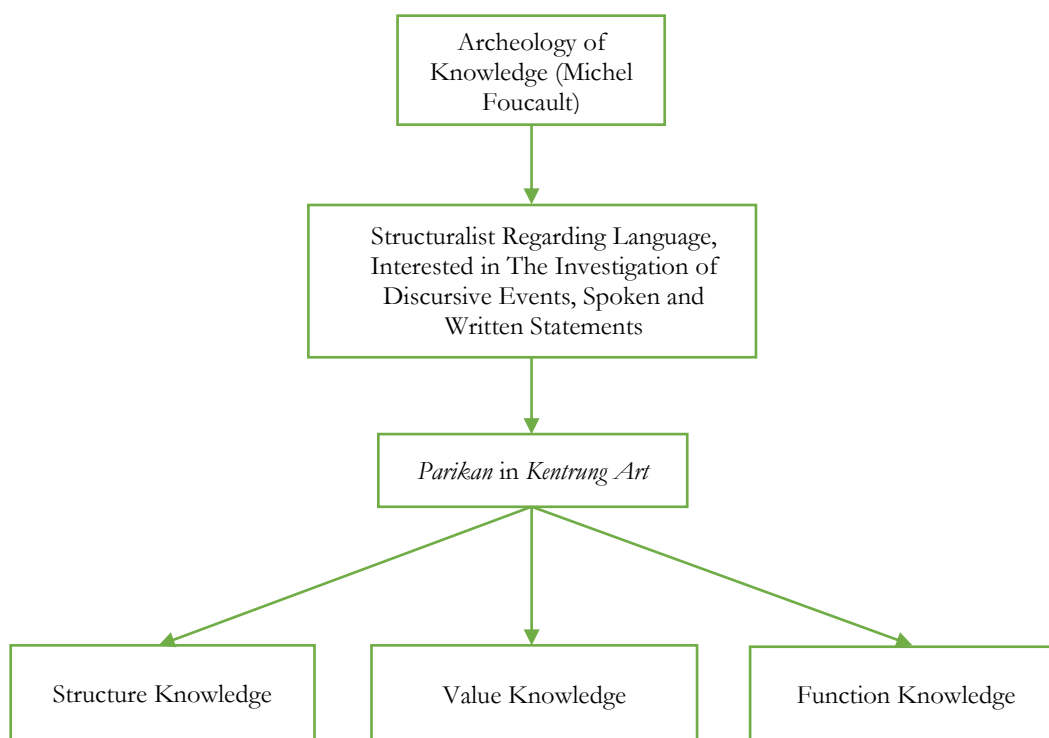 Archeology of
Knowledge (Michel
Foucault)
Structuralist Regarding Language,
Interested in The Investigation of
Discursive Events, Spoken and
Written Statements
Parikan in Kentrung Art
Structure Knowledge
Value Knowledge
Function Knowledge